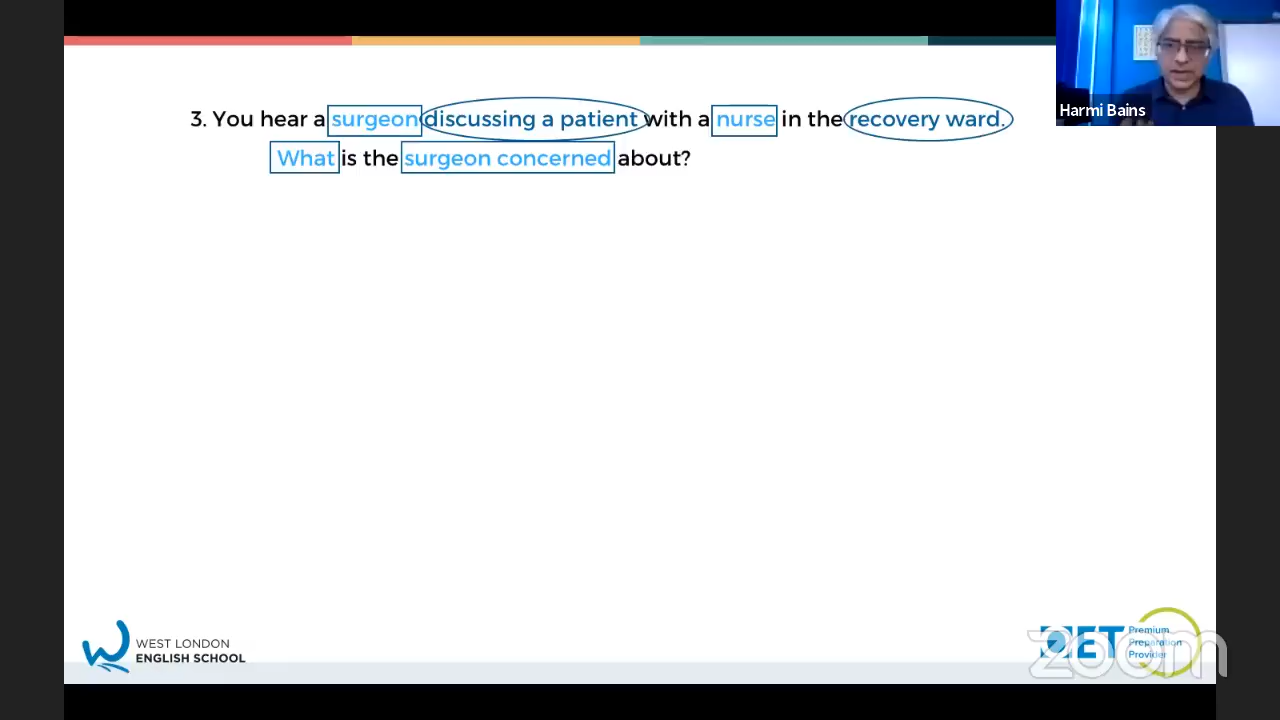 3. You hear a surgeon discussing a patient with a nurse in the recovery ward.
What is the surgeon concerned about?
Harmi Bains
WEST LONDON
ENGLISH SCHOOL
OET
Premium
Preparation
Provider
zoom